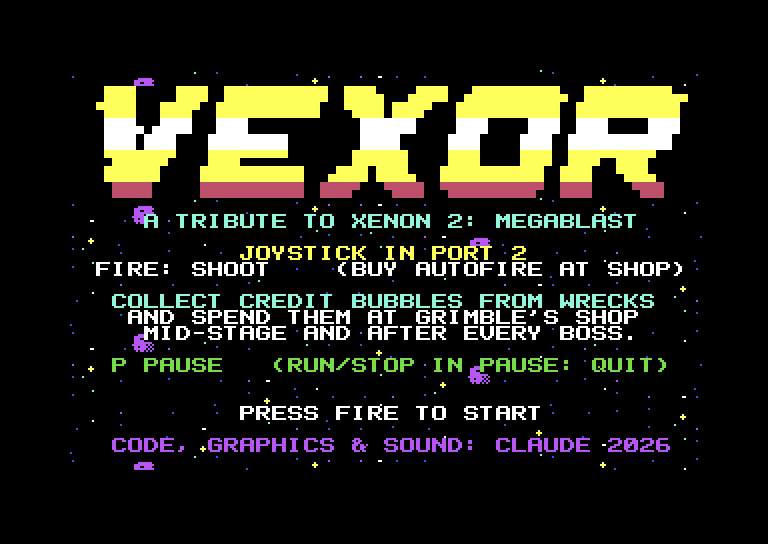 VEXOR
A TRIBUTE TO XENON 2: MEGABLAST
JOYSTICK IN PORT 2
FIRE: SHOOT (BUY AUTOFIRE AT SHOP)
COLLECT CREDIT BUBBLES FROM WRECKS
AND SPEND THEM AT GRIMBLE'S SHOP
MID-STAGE AND AFTER EVERY BOSS.
P PAUSE (RUN/STOP IN PAUSE: QUIT)
PRESS FIRE TO START
CODE, GRAPHICS & SOUND: CLAUDE 2026